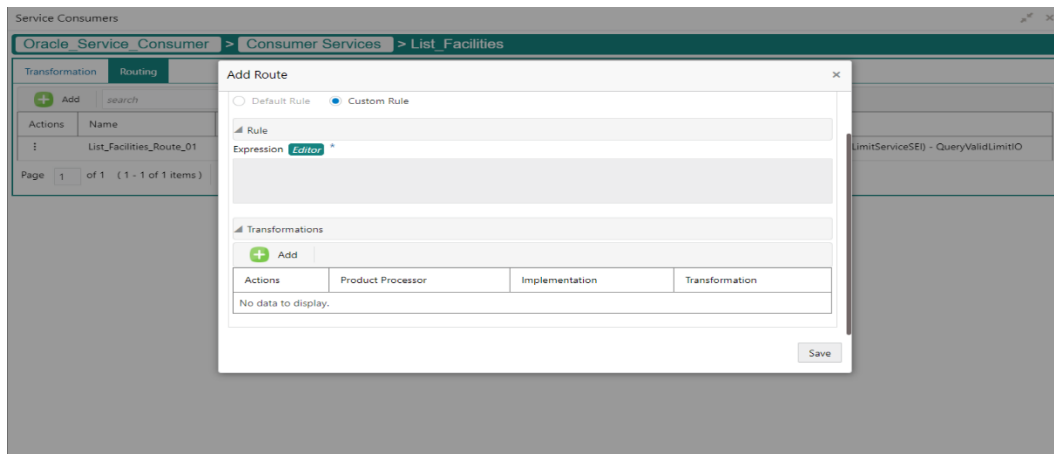 Service Consumers
Oracle_Service_Consumer > Consumer Services > List_Facilities
Transformation Routing
Add search
Actions Name
List_Facilities_Route_01 LimitServiceSEI) - QueryValidLimitIO
Page 1 of 1 ( 1 - 1 of 1 items )
Add Route
Default Rule Custom Rule
Rule
Expression Editor *
Transformations
Add
Actions Product Processor Implementation Transformation
No data to display.
Save